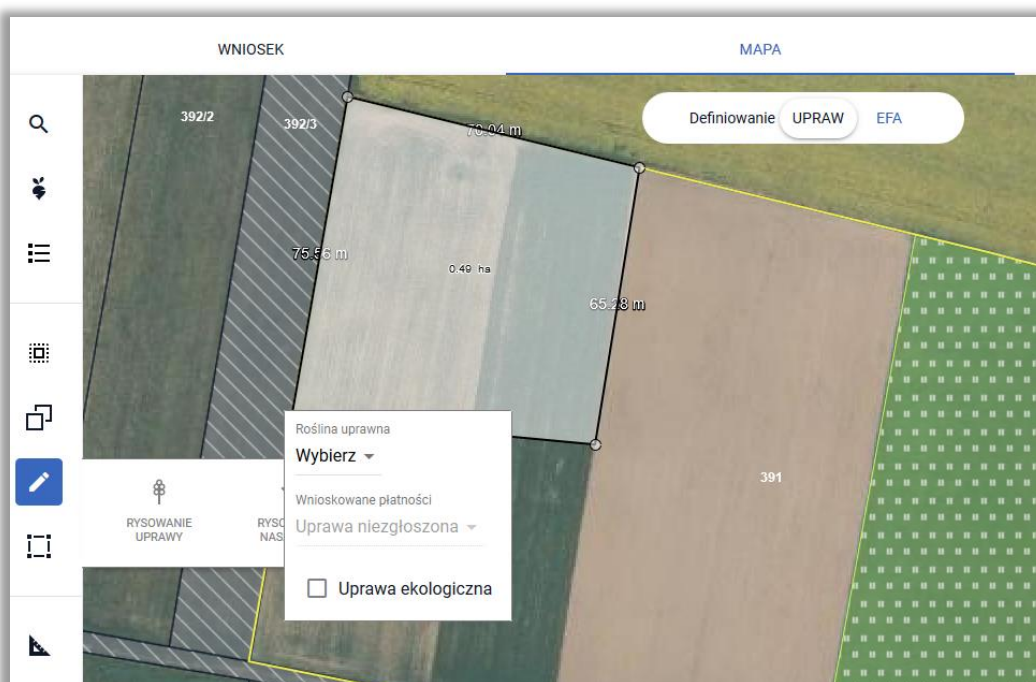 WNIOSEK
MAPA
Definiowanie UPRAW EFA
392/2
392/3
70.04 m
75.56 m
0.49 ha
65.28 m
391
Roślina uprawna
Wybierz
Wnioskowane płatności
Uprawa niezgłoszona
Uprawa ekologiczna
RYSOWANIE
UPRAWY